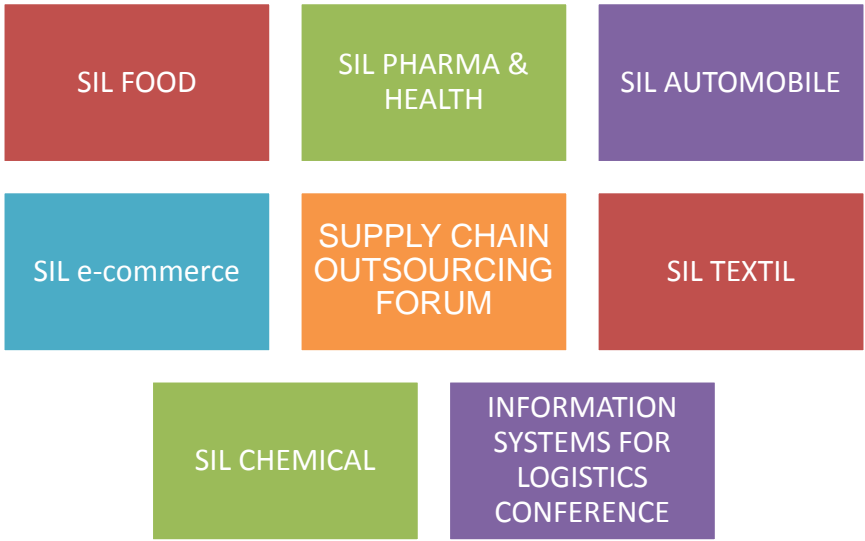 SIL FOOD
SIL PHARMA &
HEALTH
SIL AUTOMOBILE
SIL e-commerce
SUPPLY CHAIN
OUTSOURCING
FORUM
SIL TEXTIL
SIL CHEMICAL
INFORMATION
SYSTEMS FOR
LOGISTICS
CONFERENCE